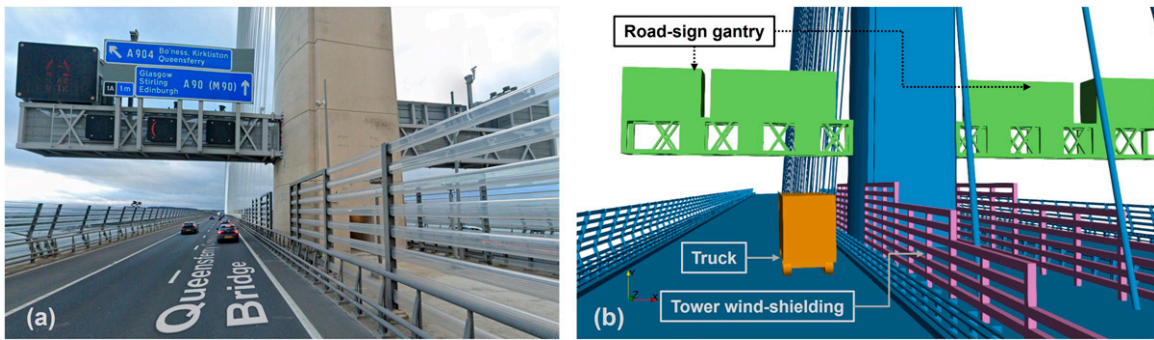 A904 Bo'ness, Kirkliston
Queensferry
Glasgow
Stirling
Edinburgh
A90 (M90)
1A 1m
Queensferry
Bridge
(a)
Road-sign gantry
Truck
Tower wind-shielding
Y
Z
X
(b)